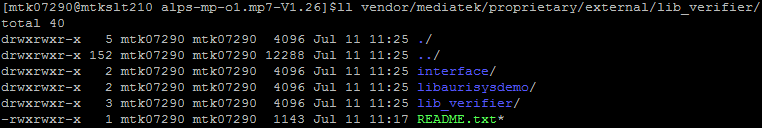 [mtk07290@mtkslt210 alps-mp-o1.mp7-V1.26]$ll vendor/mediatek/proprietary/external/lib_verifier/
total 40
drwxrwxr-x 5 mtk07290 mtk07290 4096 Jul 11 11:25 ./
drwxrwxr-x 152 mtk07290 mtk07290 12288 Jul 11 11:25 ../
drwxrwxr-x 2 mtk07290 mtk07290 4096 Jul 11 11:25 interface/
drwxrwxr-x 2 mtk07290 mtk07290 4096 Jul 11 11:25 libaurisysdemo/
drwxrwxr-x 3 mtk07290 mtk07290 4096 Jul 11 11:25 lib_verifier/
-rwxrwxr-x 1 mtk07290 mtk07290 1143 Jul 11 11:17 README.txt*